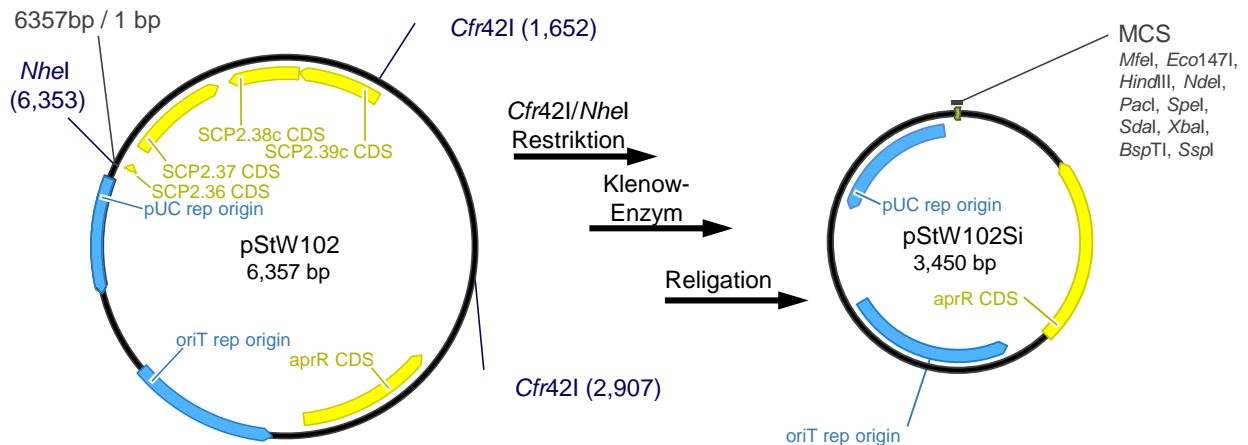 6357bp / 1 bp
NheI
(6,353)
Cfr42I (1,652)
SCP2.38c CDS
SCP2.39c CDS
SCP2.37 CDS
SCP2.36 CDS
pUC rep origin
pStW102
6,357 bp
oriT rep origin
aprR CDS
Cfr42I (2,907)
Cfr42I/NheI
Restriktion
Klenow-
Enzym
Religation
MCS
MfeI, Eco147I,
HindIII, NdeI,
PacI, SpeI,
SdaI, XbaI,
BspTI, SspI
pUC rep origin
pStW102Si
3,450 bp
aprR CDS
oriT rep origin